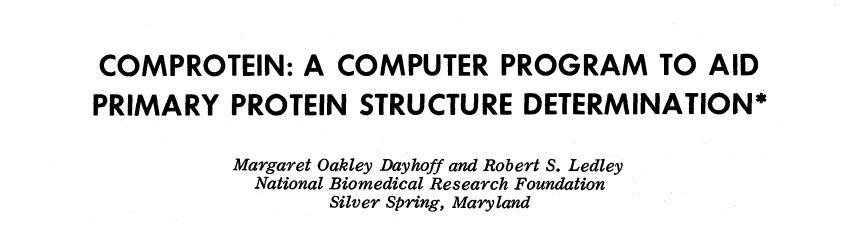 COMPROTEIN: A COMPUTER PROGRAM TO AID
PRIMARY PROTEIN STRUCTURE DETERMINATION*
Margaret Oakley Dayhoff and Robert S. Ledley
National Biomedical Research Foundation
Silver Spring, Maryland